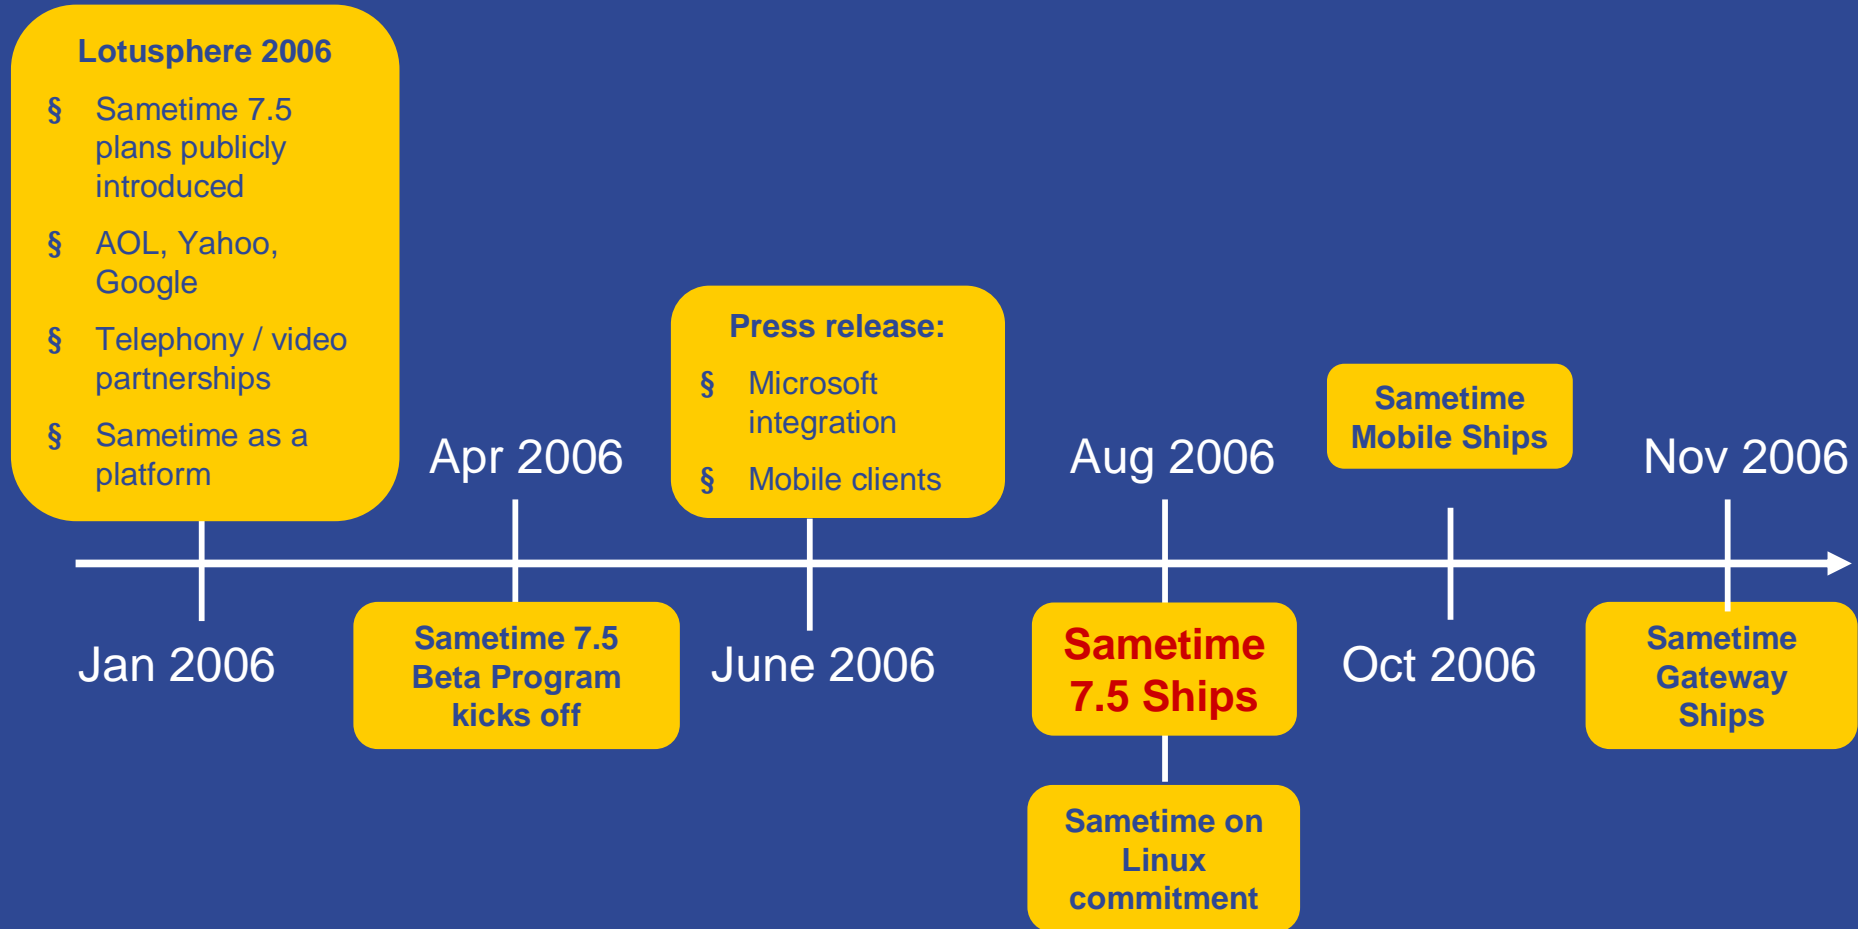 Lotusphere 2006
§ Sametime 7.5
plans publicly
introduced
§ AOL, Yahoo,
Google
§ Telephony / video
partnerships
§ Sametime as a
platform
Jan 2006
Apr 2006
Sametime 7.5
Beta Program
kicks off
Press release:
§ Microsoft
integration
§ Mobile clients
June 2006
Aug 2006
Sametime
7.5 Ships
Sametime on
Linux
commitment
Sametime
Mobile Ships
Oct 2006
Nov 2006
Sametime
Gateway
Ships